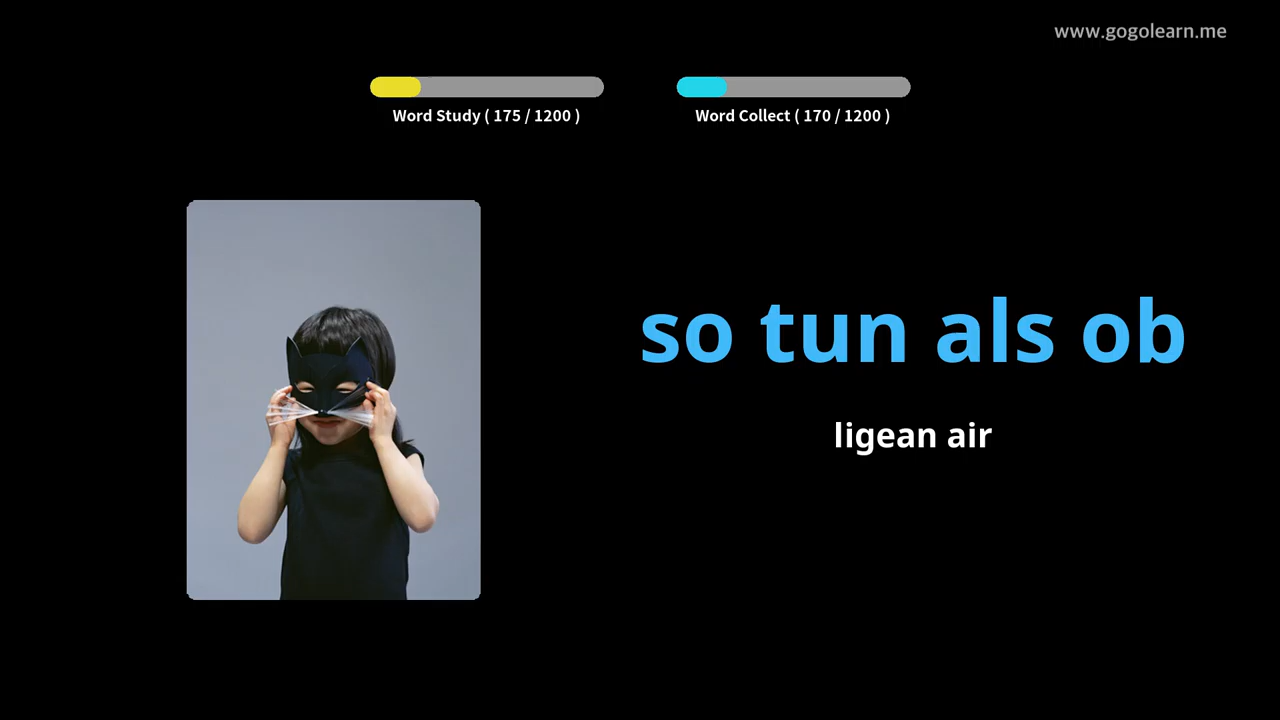 www.gogolearn.me
Word Study ( 175 / 1200 )
Word Collect ( 170 / 1200 )
so tun als ob
ligean air